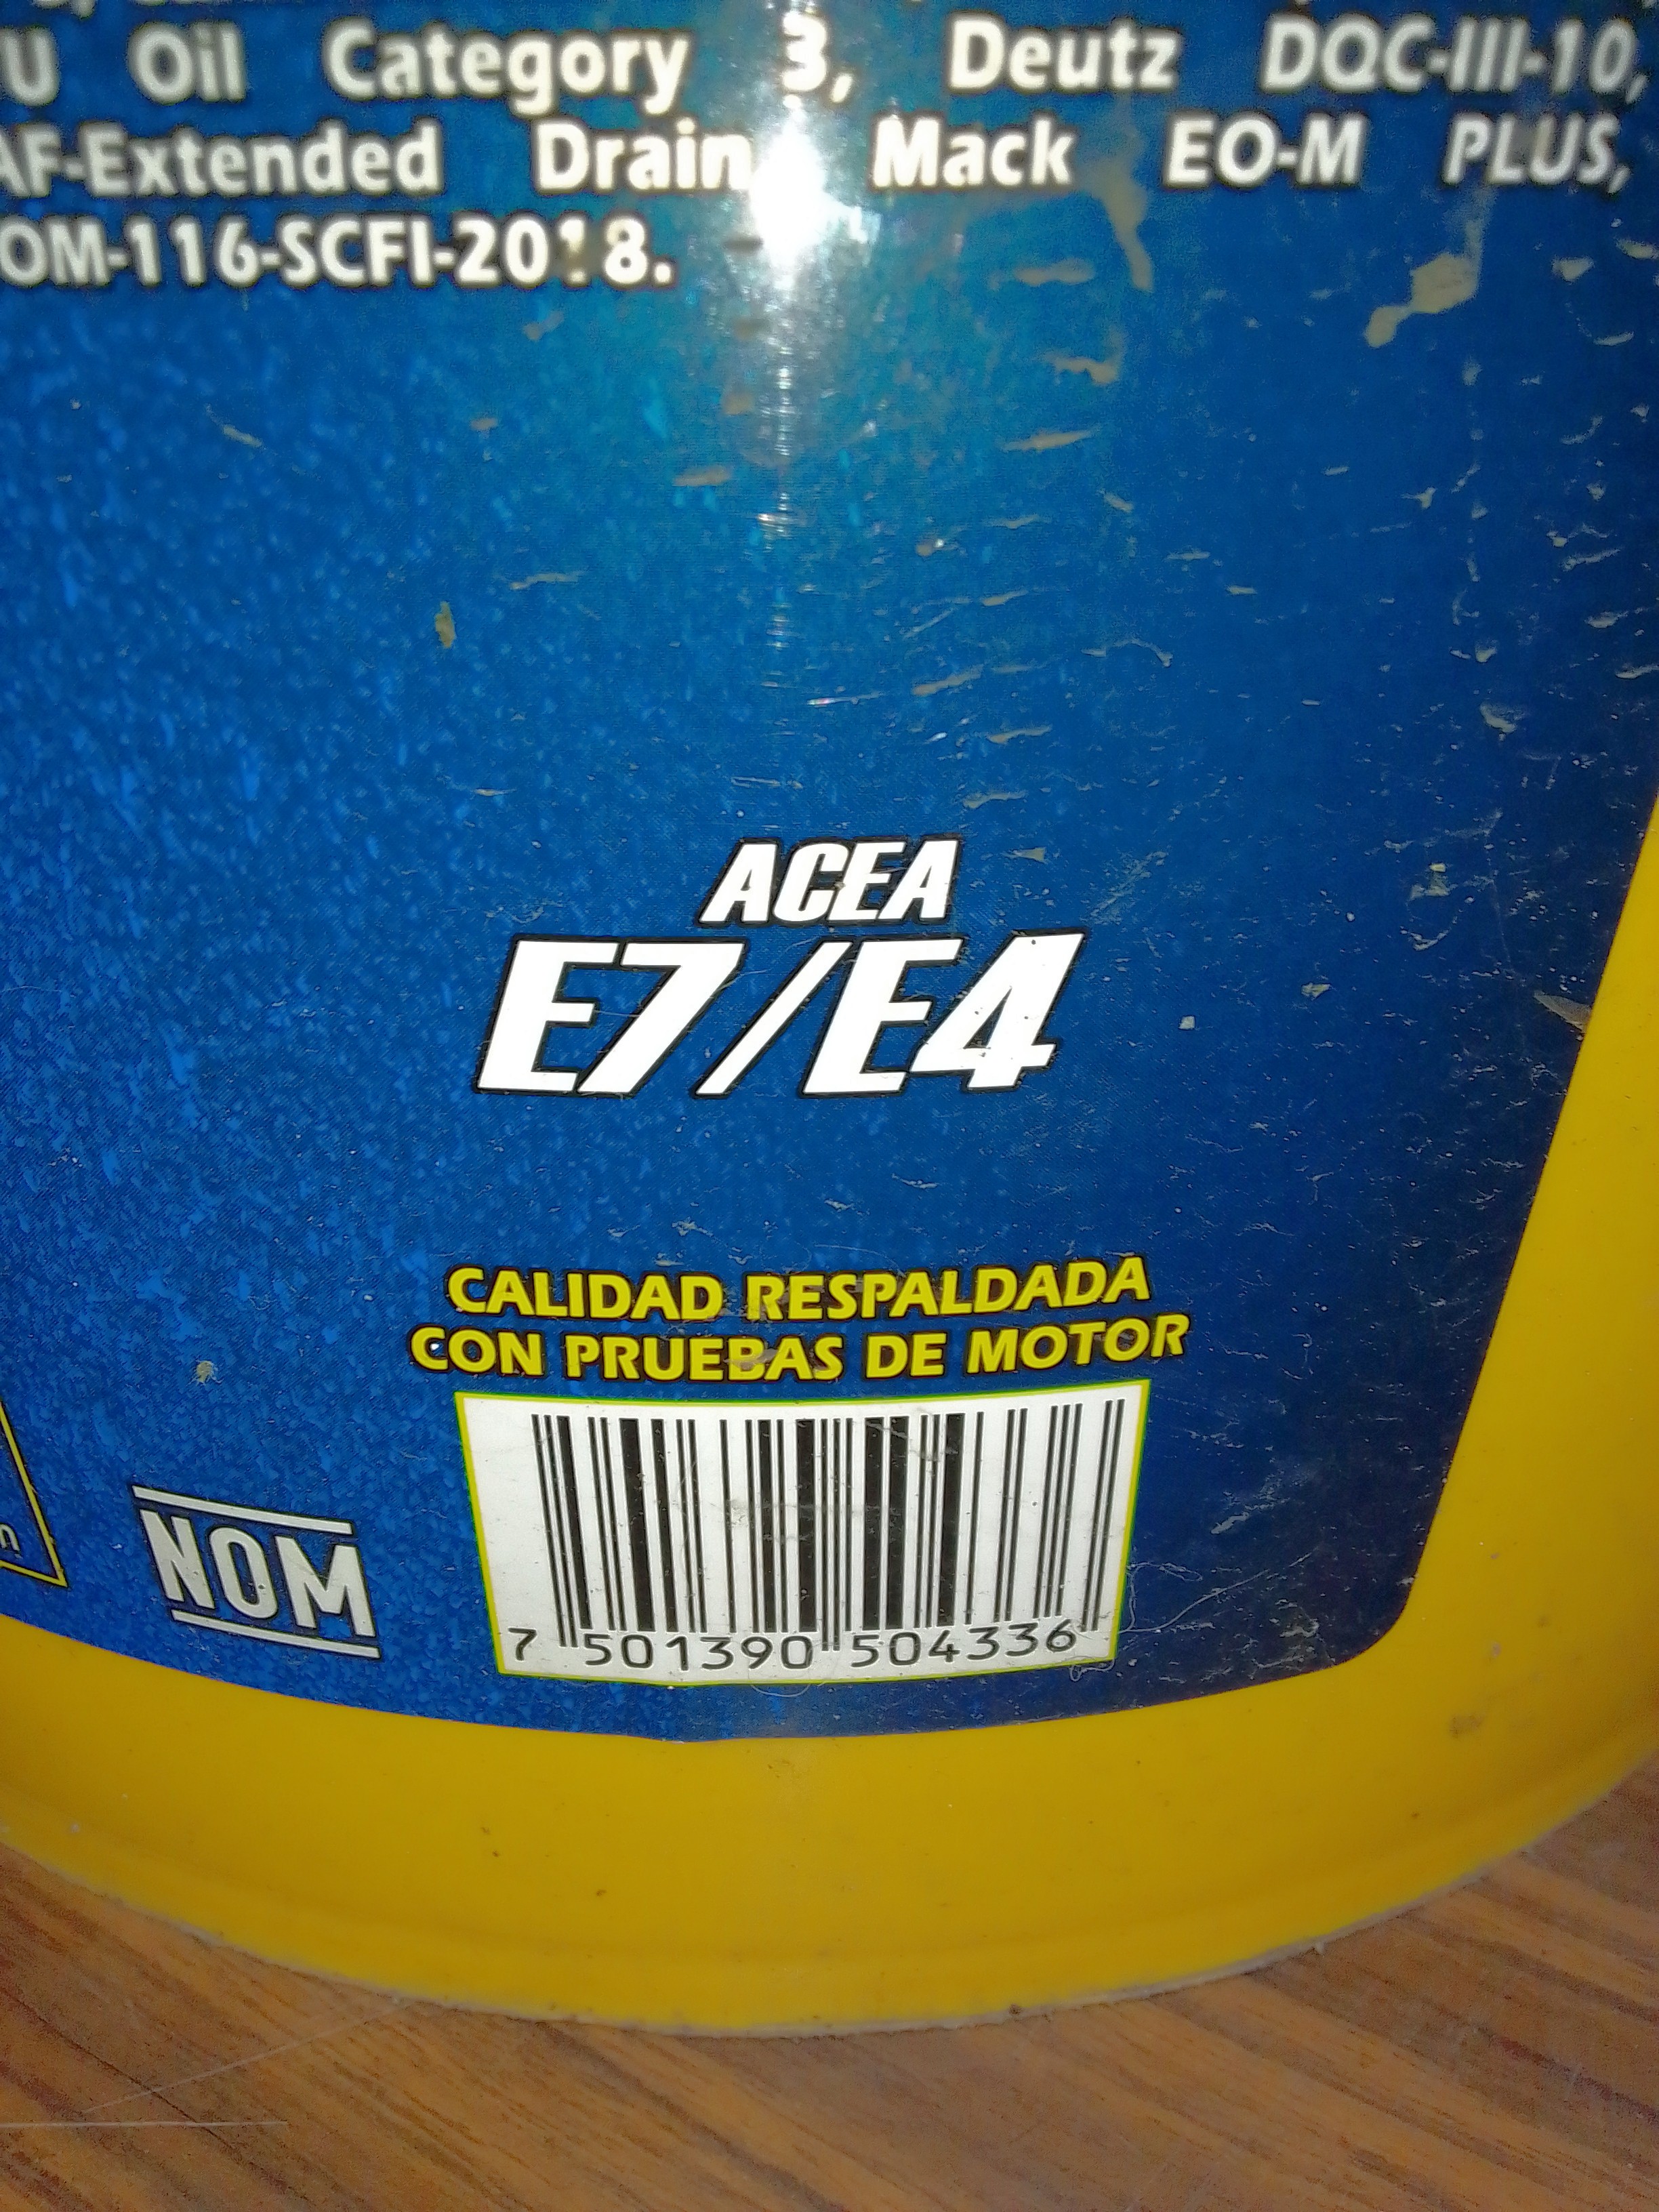 U Oil Category 3, Deutz DQC-III-10,
AF-Extended Drain, Mack EO-M PLUS,
OM-116-SCFI-2018.
ACEA
E7/E4
CALIDAD RESPALDADA
CON PRUEBAS DE MOTOR
NOM
7 501390 504336